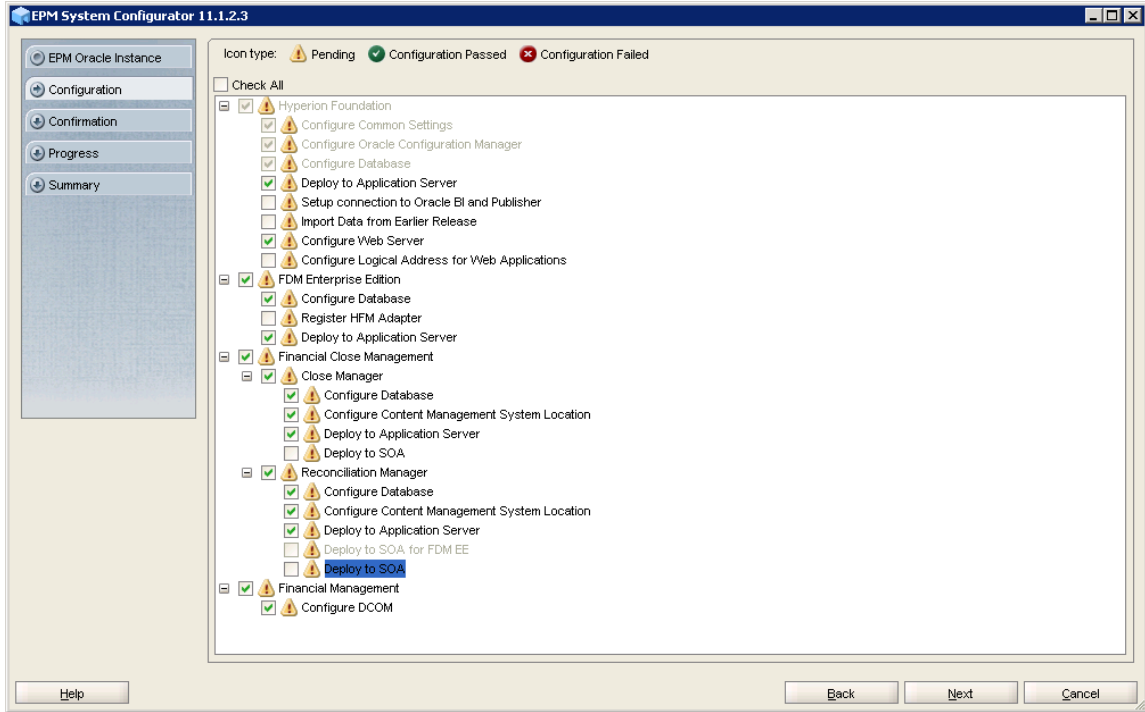 EPM System Configurator 11.1.2.3
EPM Oracle Instance
Configuration
Confirmation
Progress
Summary
Icon type: Pending Configuration Passed Configuration Failed
Check All
Hyperion Foundation
Configure Common Settings
Configure Oracle Configuration Manager
Configure Database
Deploy to Application Server
Setup connection to Oracle BI and Publisher
Import Data from Earlier Release
Configure Web Server
Configure Logical Address for Web Applications
FDM Enterprise Edition
Configure Database
Register HFM Adapter
Deploy to Application Server
Financial Close Management
Close Manager
Configure Database
Configure Content Management System Location
Deploy to Application Server
Deploy to SOA
Reconciliation Manager
Configure Database
Configure Content Management System Location
Deploy to Application Server
Deploy to SOA for FDM EE
Deploy to SOA
Financial Management
Configure DCOM
Help Back Next Cancel